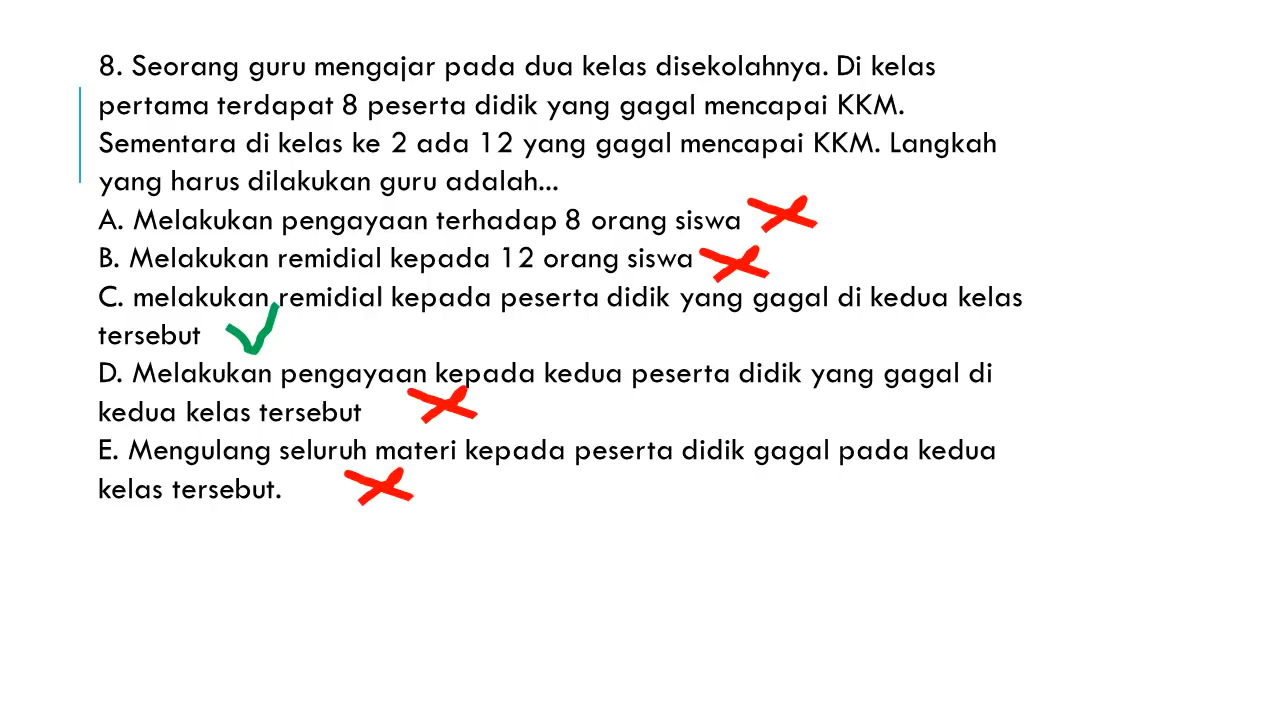 8. Seorang guru mengajar pada dua kelas disekolahnya. Di kelas
pertama terdapat 8 peserta didik yang gagal mencapai KKM.
Sementara di kelas ke 2 ada 12 yang gagal mencapai KKM. Langkah
yang harus dilakukan guru adalah...
A. Melakukan pengayaan terhadap 8 orang siswa
B. Melakukan remidial kepada 12 orang siswa
C. melakukan remidial kepada peserta didik yang gagal di kedua kelas
tersebut
D. Melakukan pengayaan kepada kedua peserta didik yang gagal di
kedua kelas tersebut
E. Mengulang seluruh materi kepada peserta didik gagal pada kedua
kelas tersebut.